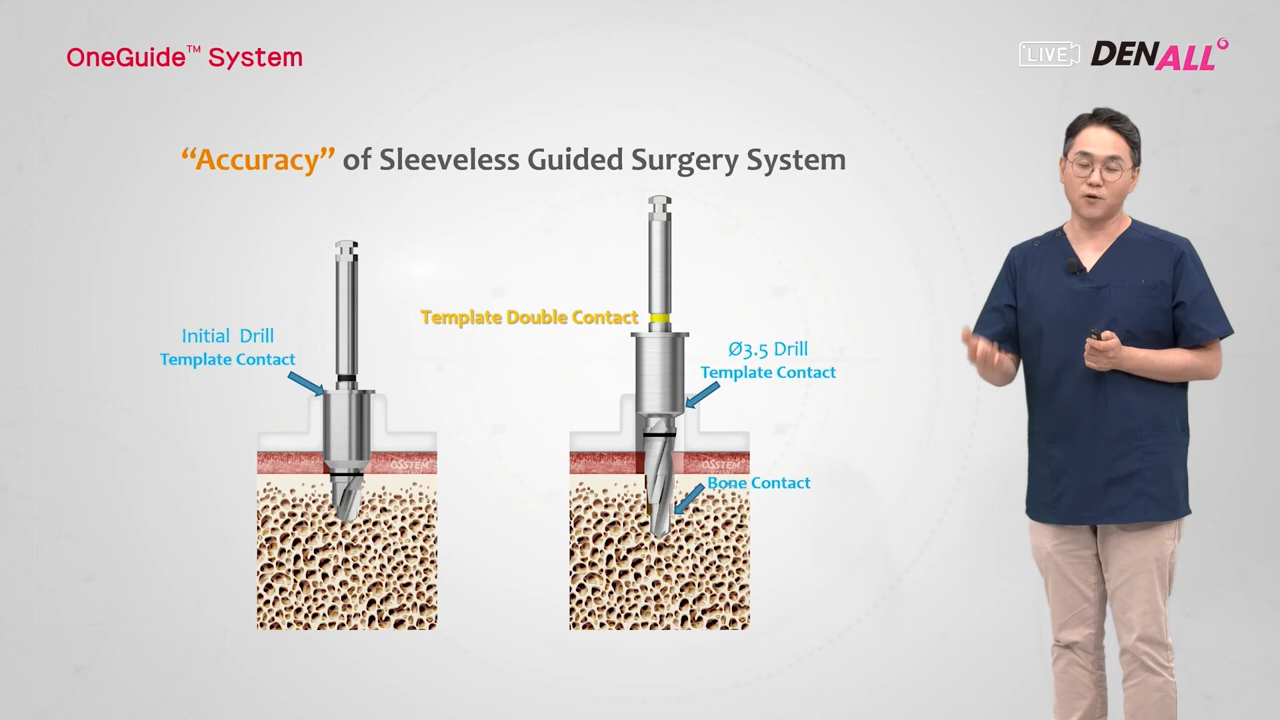 OneGuide™ System
LIVE
DENALL
“Accuracy” of Sleeveless Guided Surgery System
Initial Drill
Template Contact
Template Double Contact
Ø3.5 Drill
Template Contact
OSSTEM
OSSTEM
Bone Contact